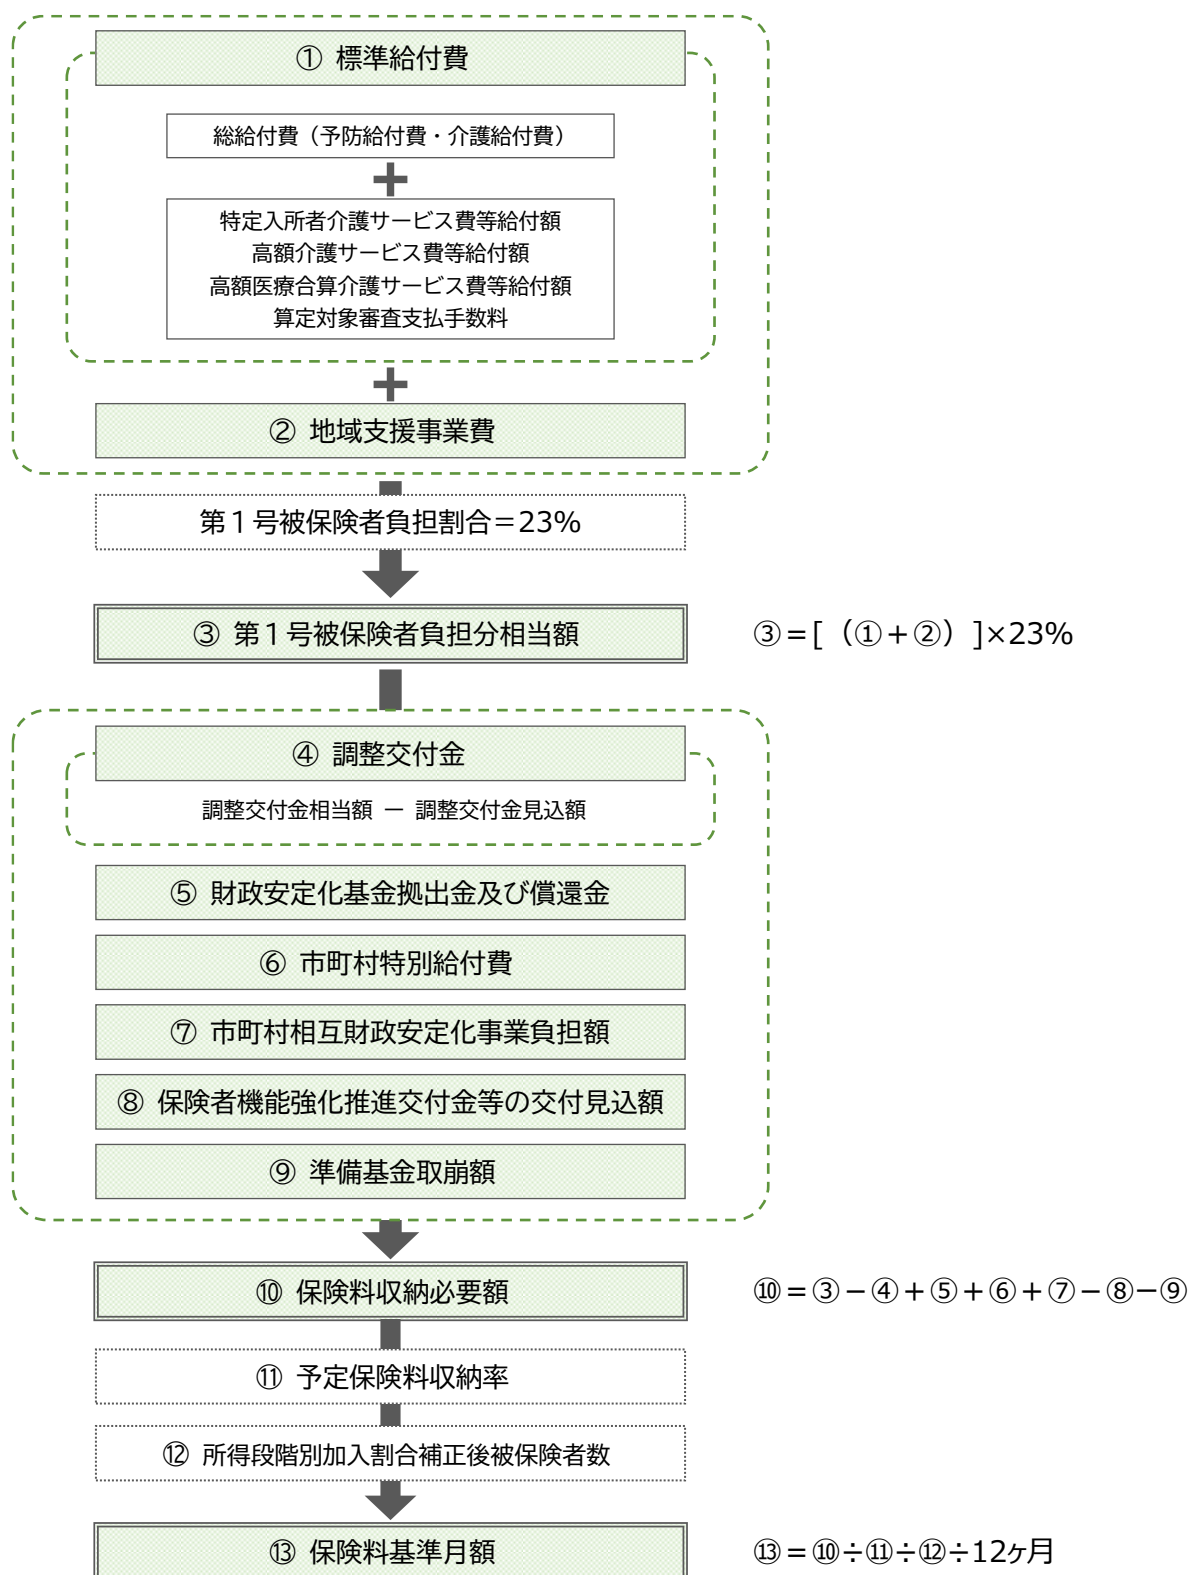 ① 標準給付費
総給付費（予防給付費・介護給付費）
＋
特定入所者介護サービス費等給付額
高額介護サービス費等給付額
高額医療合算介護サービス費等給付額
算定対象審査支払手数料
＋
② 地域支援事業費
第１号被保険者負担割合＝23%
③ 第１号被保険者負担分相当額
③＝[（①＋②）]×23%
④ 調整交付金
調整交付金相当額 － 調整交付金見込額
⑤ 財政安定化基金拠出金及び償還金
⑥ 市町村特別給付費
⑦ 市町村相互財政安定化事業負担額
⑧ 保険者機能強化推進交付金等の交付見込額
⑨ 準備基金取崩額
⑩ 保険料収納必要額
⑩＝③－④＋⑤＋⑥＋⑦－⑧－⑨
⑪ 予定保険料収納率
⑫ 所得段階別加入割合補正後被保険者数
⑬ 保険料基準月額
⑬＝⑩÷⑪÷⑫÷12ヶ月